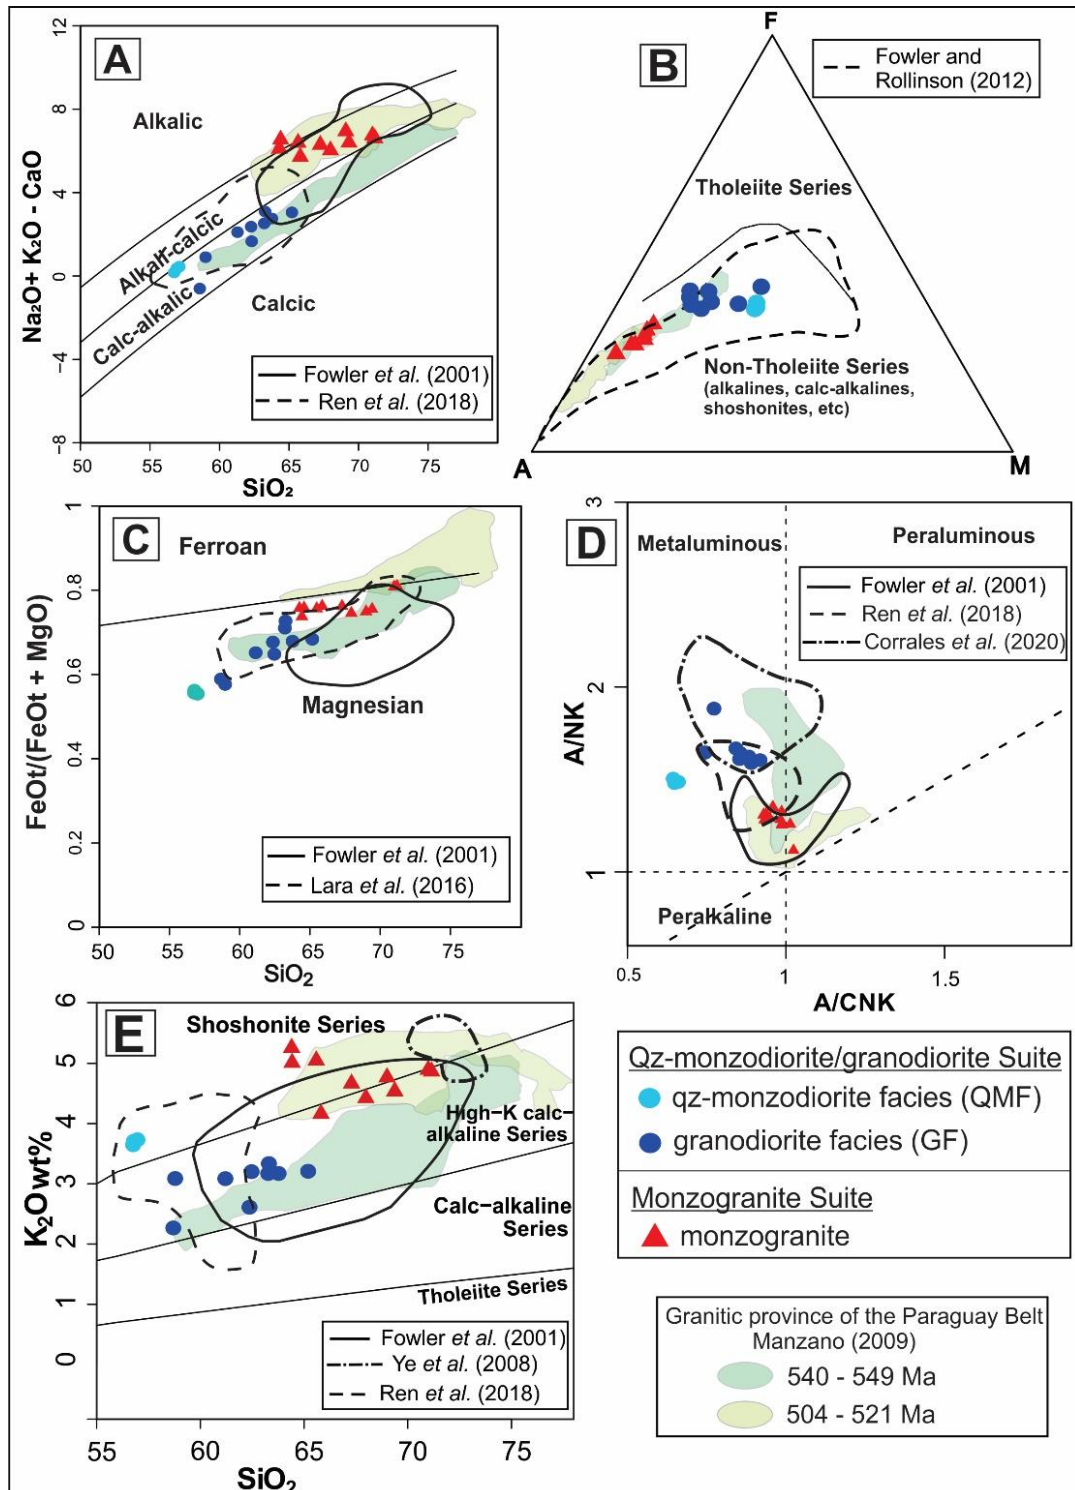 A
12
8
4
0
−4
−8
Na₂O+ K₂O - CaO
Alkalic
Alkali-calcic
Calc-alkalic
Calcic
Fowler et al. (2001)
Ren et al. (2018)
50
55
60
65
70
75
SiO₂
B
F
Fowler and
Rollinson (2012)
Tholeiite Series
Non-Tholeiite Series
(alkalines, calc-alkalines,
shoshonites, etc)
A
M
C
1
0.8
0.6
0.4
0.2
0
FeOt/(FeOt + MgO)
Ferroan
Magnesian
Fowler et al. (2001)
Lara et al. (2016)
50
55
60
65
70
75
SiO₂
D
3
2
1
A/NK
Metaluminous
Peraluminous
Fowler et al. (2001)
Ren et al. (2018)
Corrales et al. (2020)
Peralkaline
0.5
1
1.5
A/CNK
E
6
5
4
3
2
1
0
K₂Owt%
Shoshonite Series
High-K calc−
alkaline Series
Calc−alkaline
Series
Tholeiite Series
Fowler et al. (2001)
Ye et al. (2008)
Ren et al. (2018)
55
60
65
70
75
SiO₂
Qz-monzodiorite/granodiorite Suite
qz-monzodiorite facies (QMF)
granodiorite facies (GF)
Monzogranite Suite
monzogranite
Granitic province of the Paraguay Belt
Manzano (2009)
540 - 549 Ma
504 - 521 Ma